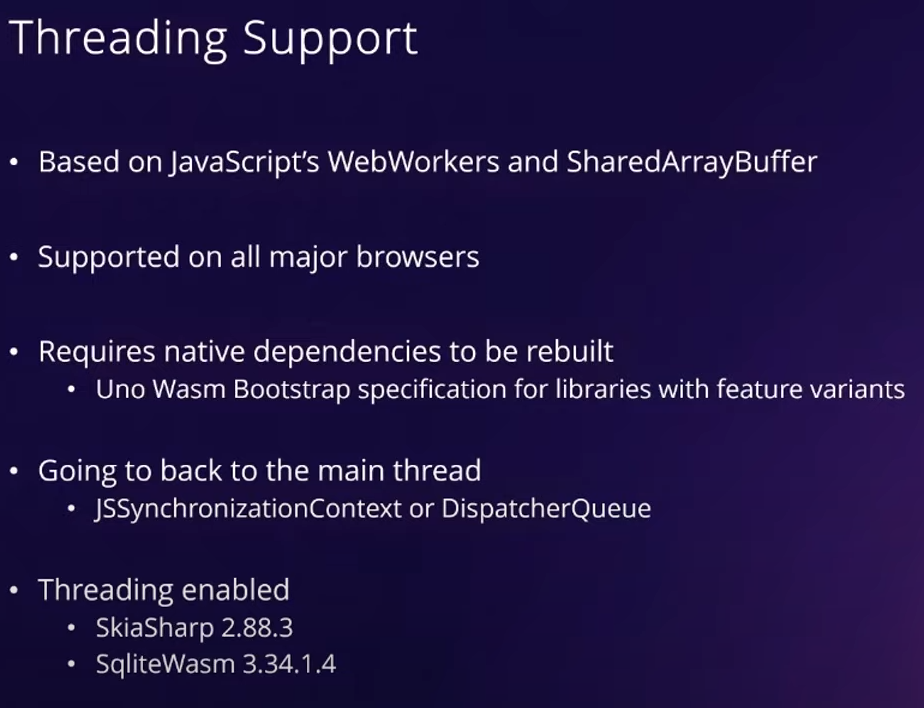 Threading Support
• Based on JavaScript's WebWorkers and SharedArrayBuffer
• Supported on all major browsers
• Requires native dependencies to be rebuilt
• Uno Wasm Bootstrap specification for libraries with feature variants
• Going to back to the main thread
• JSSynchronizationContext or DispatcherQueue
• Threading enabled
• SkiaSharp 2.88.3
• SqliteWasm 3.34.1.4